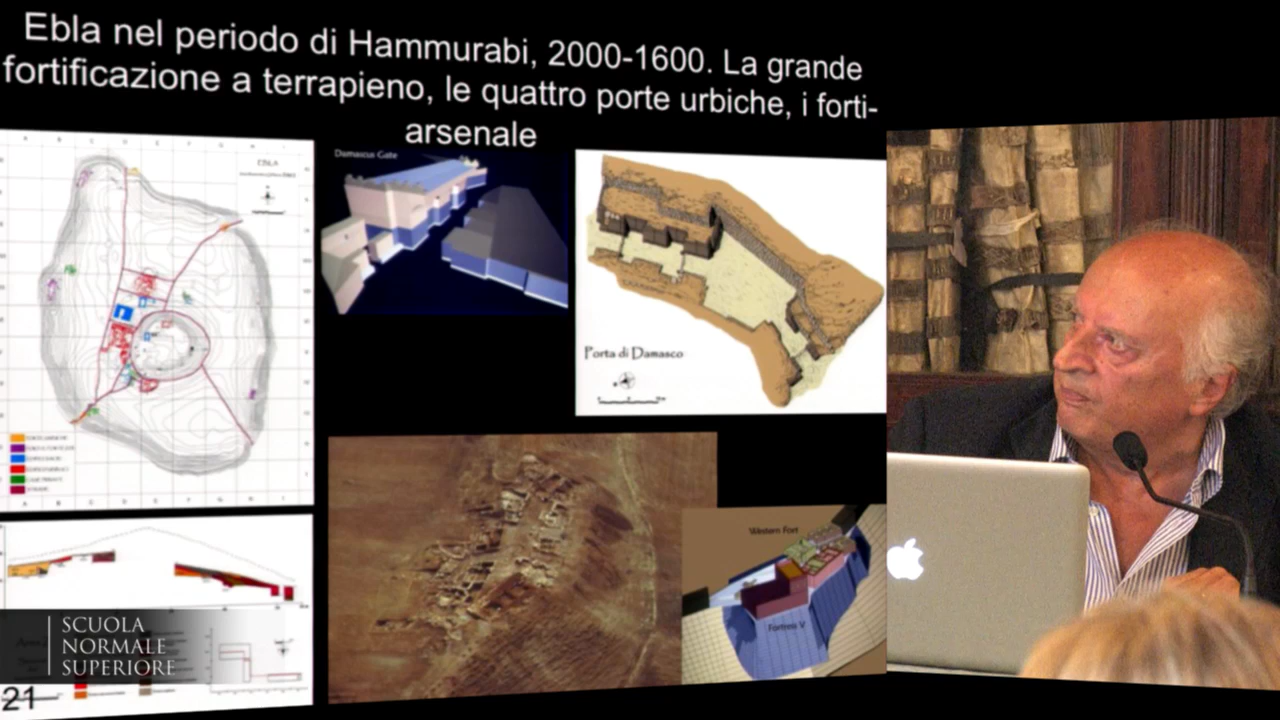 Ebla nel periodo di Hammurabi, 2000-1600. La grande
fortificazione a terrapieno, le quattro porte urbiche, i forti-
arsenale
EBLA
Damascus Gate
Porta di Damasco
Western Fort
Fortress V
SCUOLA
NORMALE
SUPERIORE
21